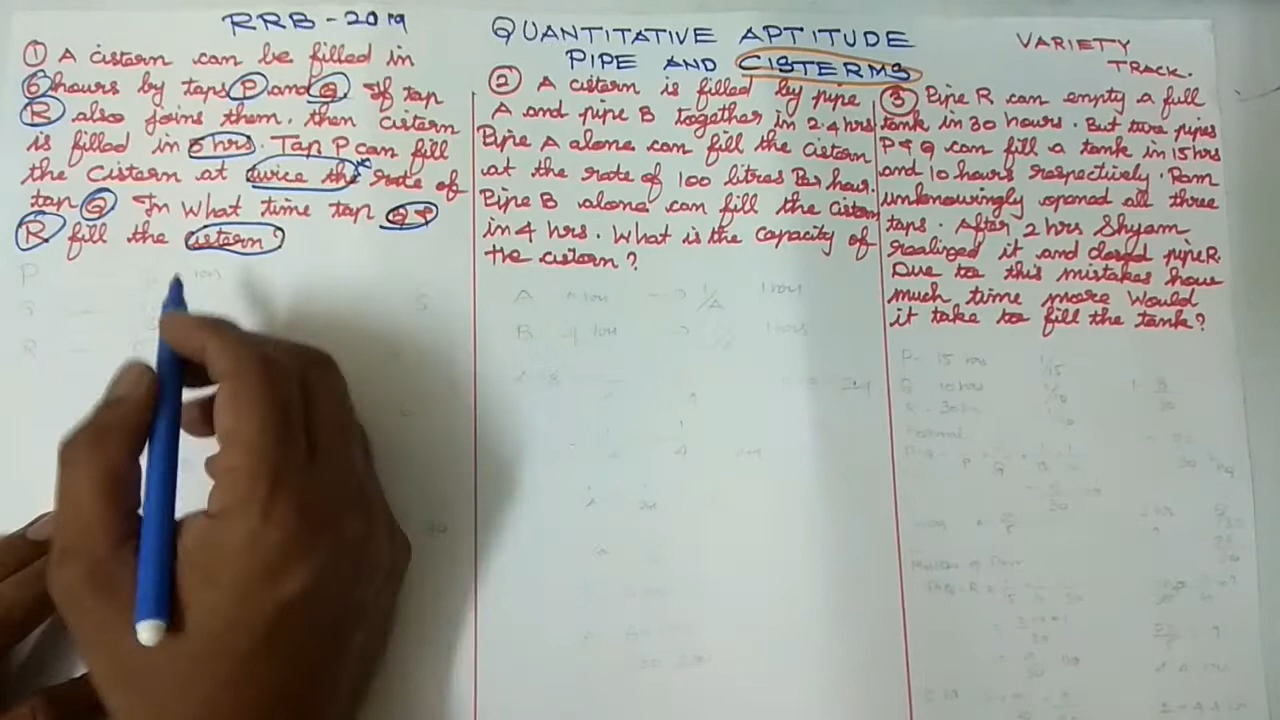 RRB - 2019
QUANTITATIVE APTITUDE
PIPE AND CISTERMS
VARIETY
TRACK.
① A cistern can be filled in
6 hours by taps P and Q. If tap
R also joins them. then cistern
is filled in 5 hrs. Tap P can fill
the cistern at twice the rate of
tap Q. In what time tap Q &
R fill the cistern?
② A cistern is filled by pipe
A and pipe B together in 2.4 hrs
Pipe A alone can fill the cistern
at the rate of 100 litres Per hour.
Pipe B alone can fill the cistern
in 4 hrs. What is the capacity of
the cistern?
③ Pipe R can empty a full
tank in 30 hours. But two pipes
P & Q can fill a tank in 15 hrs
and 10 hours respectively. Ram
unknowingly opened all three
taps. After 2 hrs Shyam
realized it and closed pipe R.
Due to this mistakes how
much time more would
it take to fill the tank?